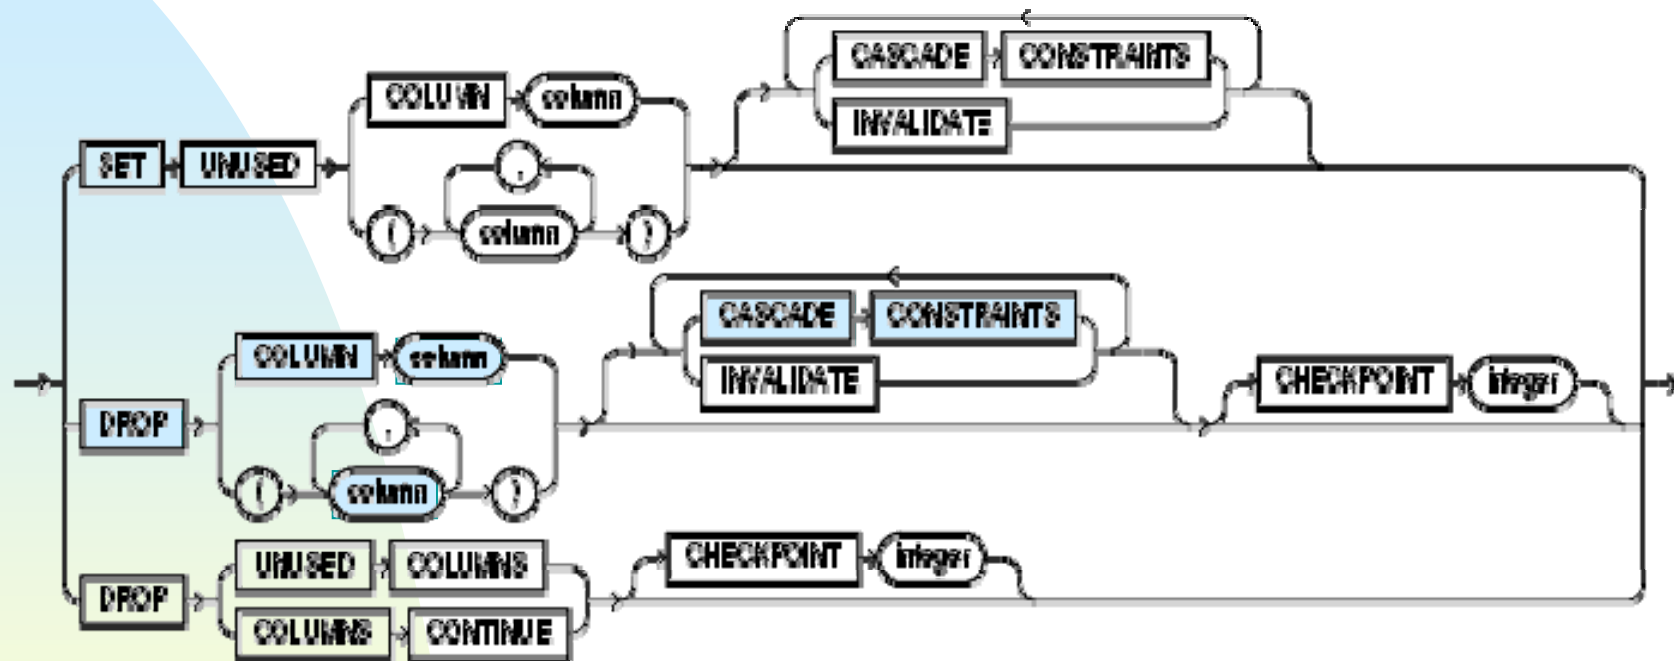 CASCADE CONSTRAINTS
COLUMN column
INVALIDATE
SET UNUSED
,
( column )
CASCADE CONSTRAINTS
COLUMN column
INVALIDATE
CHECKPOINT integer
DROP
,
( column )
UNUSED COLUMNS
CHECKPOINT integer
DROP
COLUMNS CONTINUE